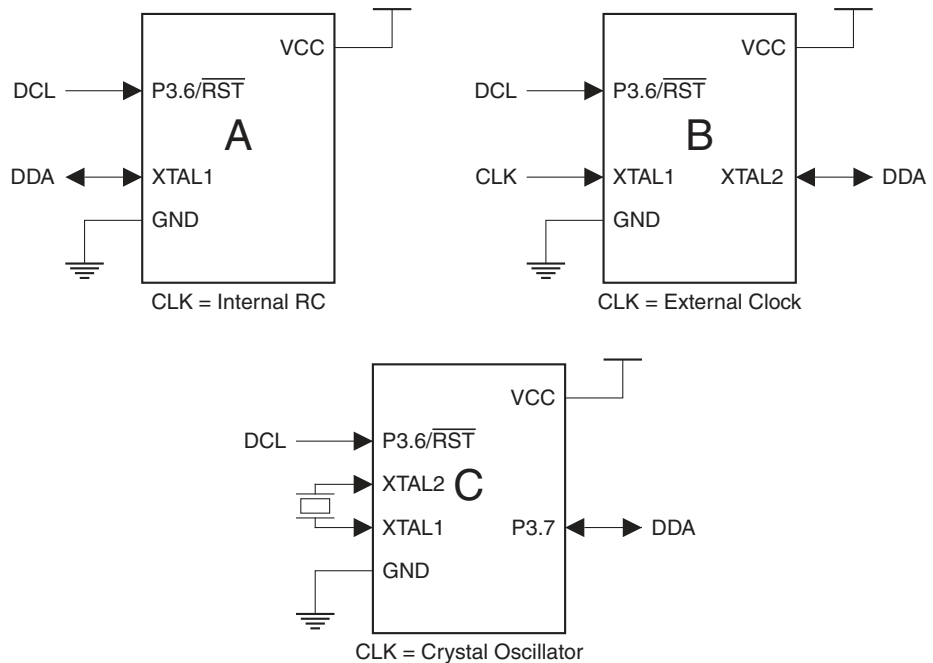 VCC
DCL P3.6/RST
A
DDA XTAL1
GND
CLK = Internal RC
VCC
DCL P3.6/RST
B
CLK XTAL1 XTAL2 DDA
GND
CLK = External Clock
VCC
DCL P3.6/RST
XTAL2 C
XTAL1 P3.7 DDA
GND
CLK = Crystal Oscillator